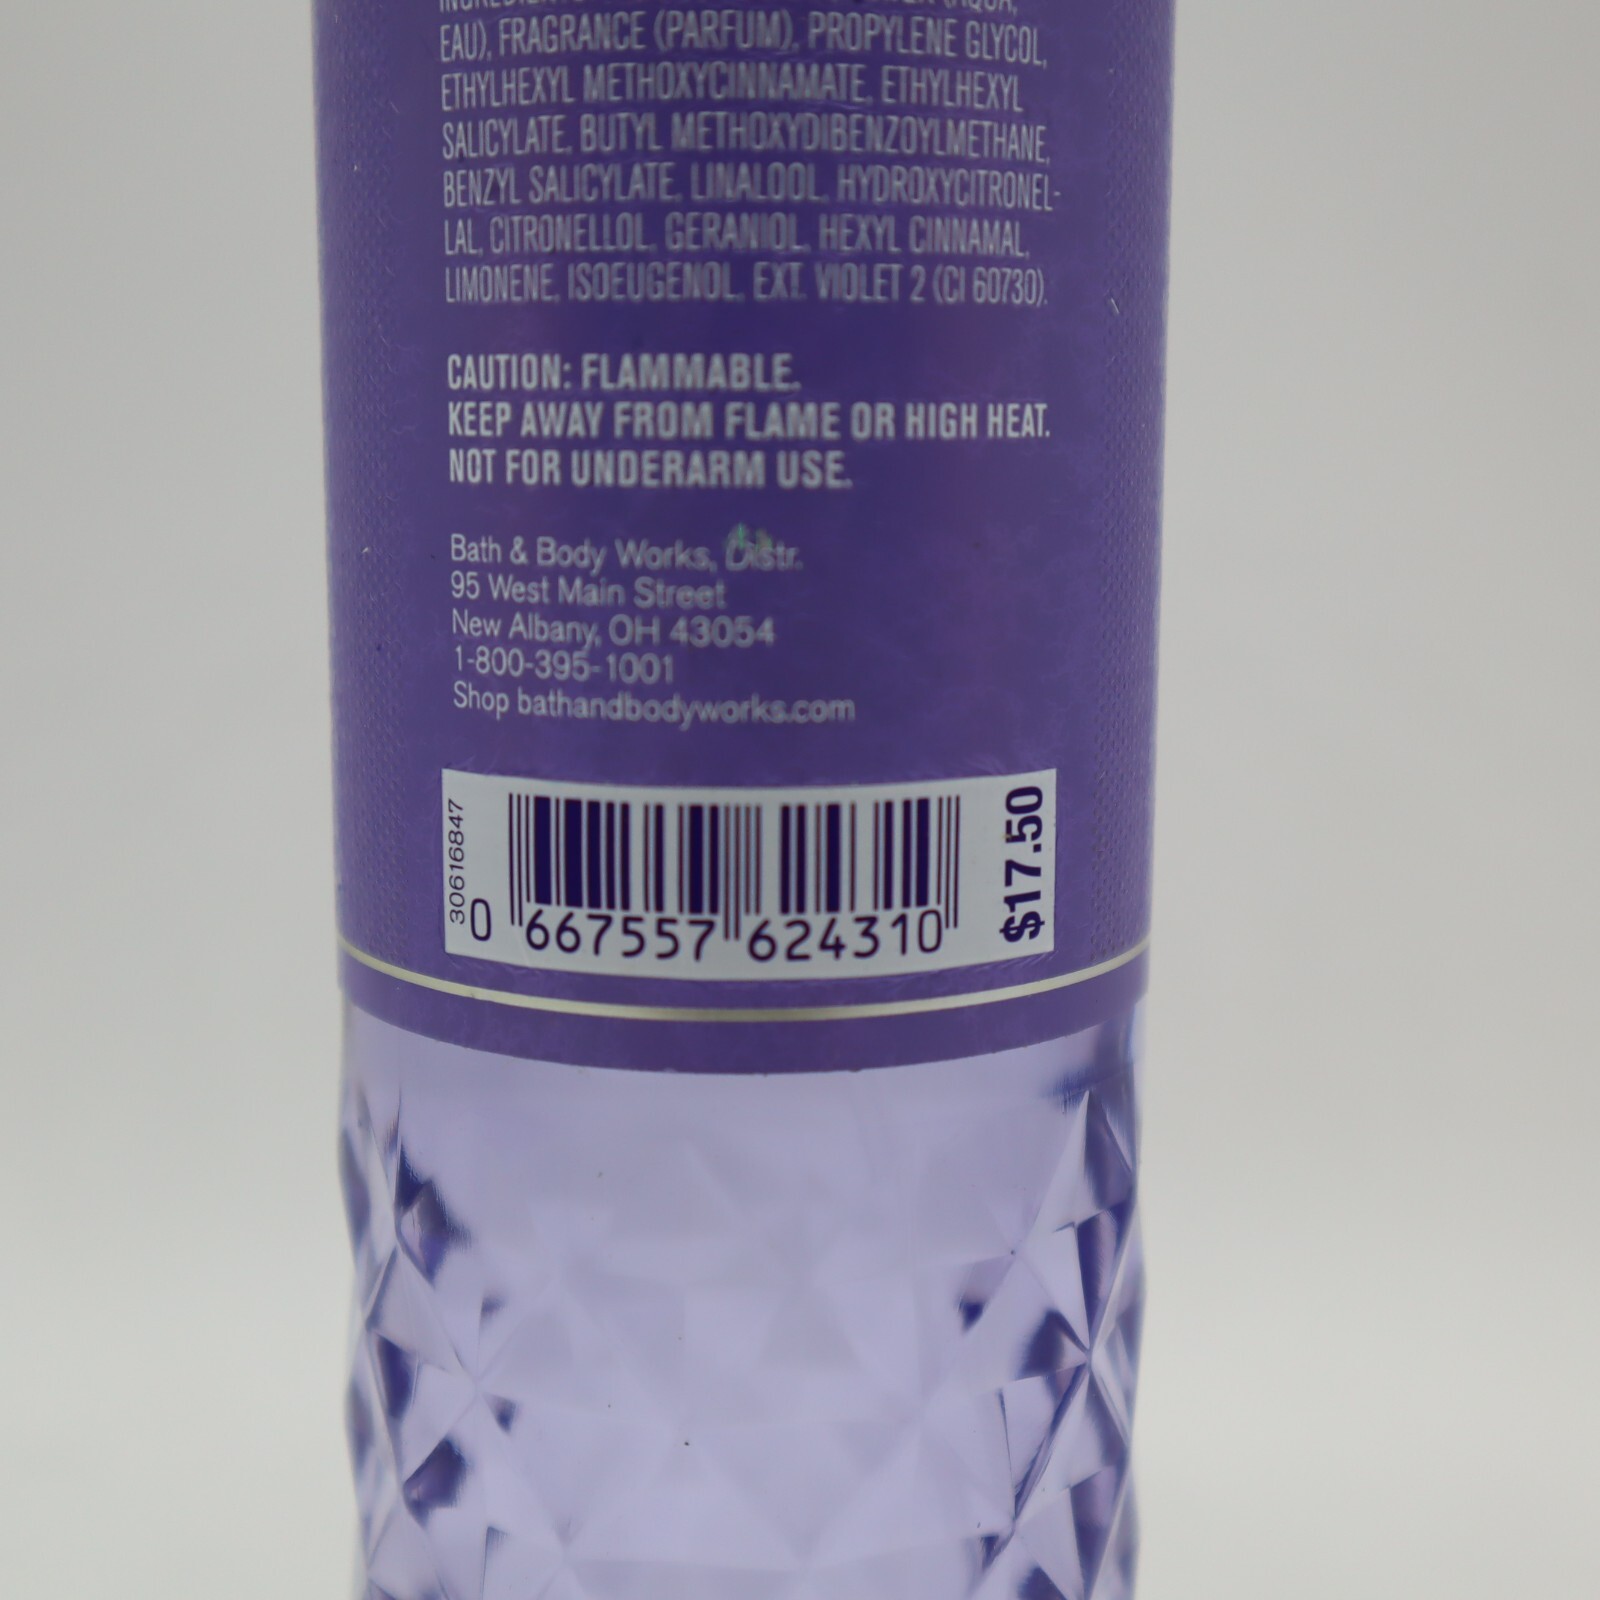 EAU), FRAGRANCE (PARFUM), PROPYLENE GLYCOL,
ETHYLHEXYL METHOXYCINNAMATE, ETHYLHEXYL
SALICYLATE, BUTYL METHOXYDIBENZOYLMETHANE,
BENZYL SALICYLATE, LINALOOL, HYDROXYCITRONEL-
LAL, CITRONELLOL, GERANIOL, HEXYL CINNAMAL,
LIMONENE, ISOEUGENOL, EXT. VIOLET 2 (CI 60730).
CAUTION: FLAMMABLE.
KEEP AWAY FROM FLAME OR HIGH HEAT.
NOT FOR UNDERARM USE.
Bath & Body Works, Distr.
95 West Main Street
New Albany, OH 43054
1-800-395-1001
Shop bathandbodyworks.com
30616847
0 667557 624310
$17.50